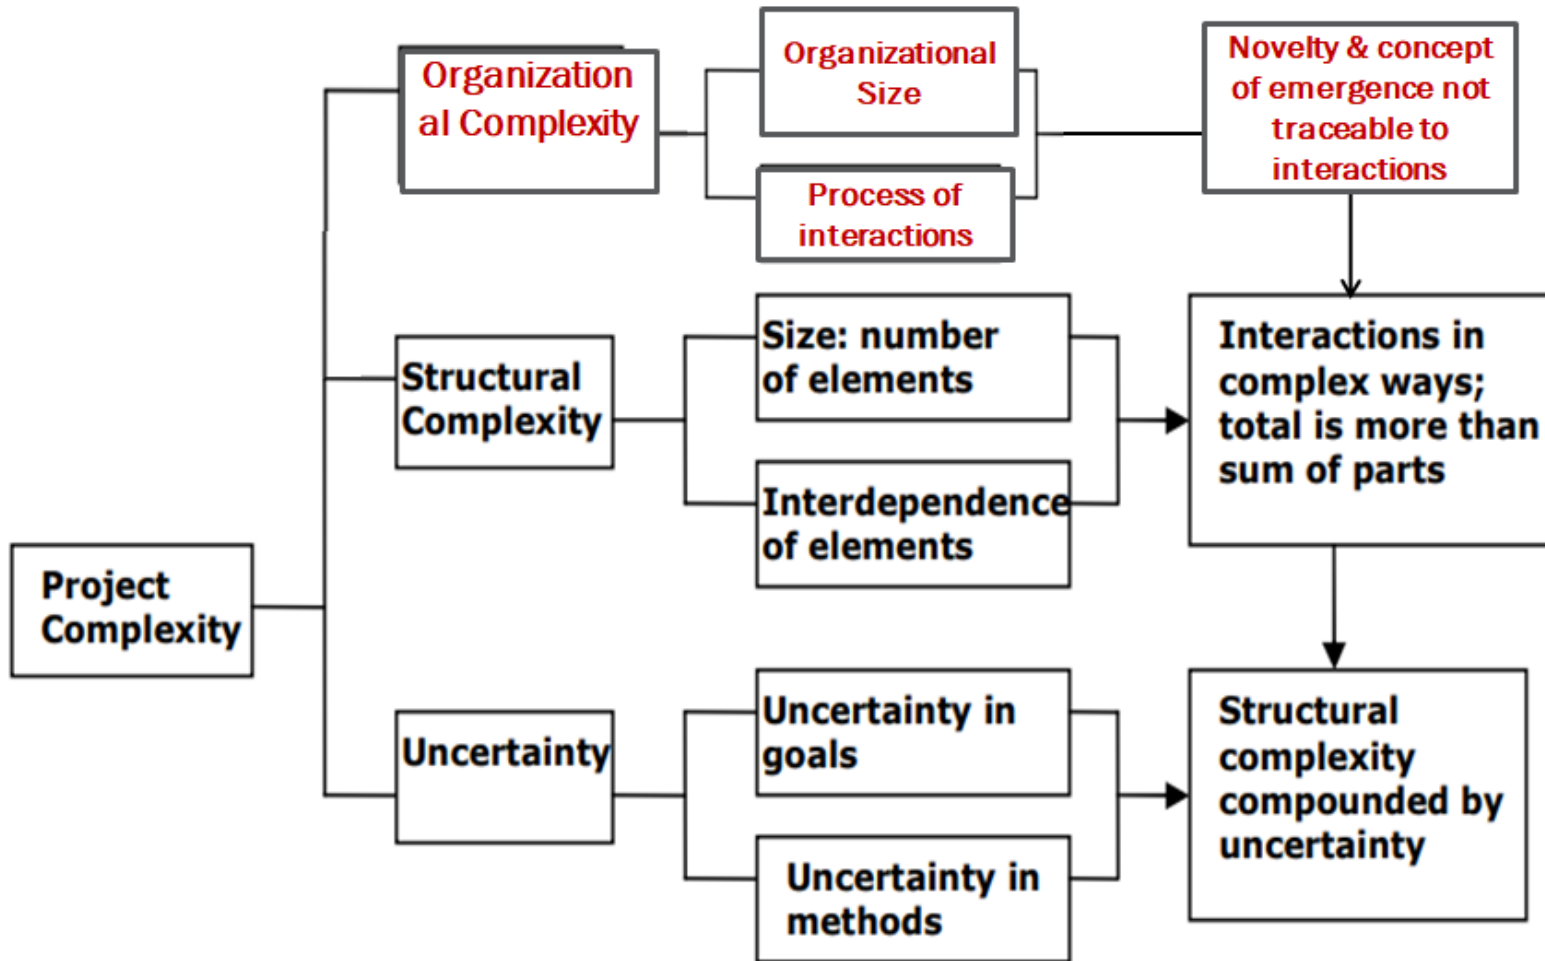 Organization
al Complexity
Organizational
Size
Process of
interactions
Novelty & concept
of emergence not
traceable to
interactions
Structural
Complexity
Size: number
of elements
Interdependence
of elements
Interactions in
complex ways;
total is more than
sum of parts
Project
Complexity
Uncertainty
Uncertainty in
goals
Uncertainty in
methods
Structural
complexity
compounded by
uncertainty